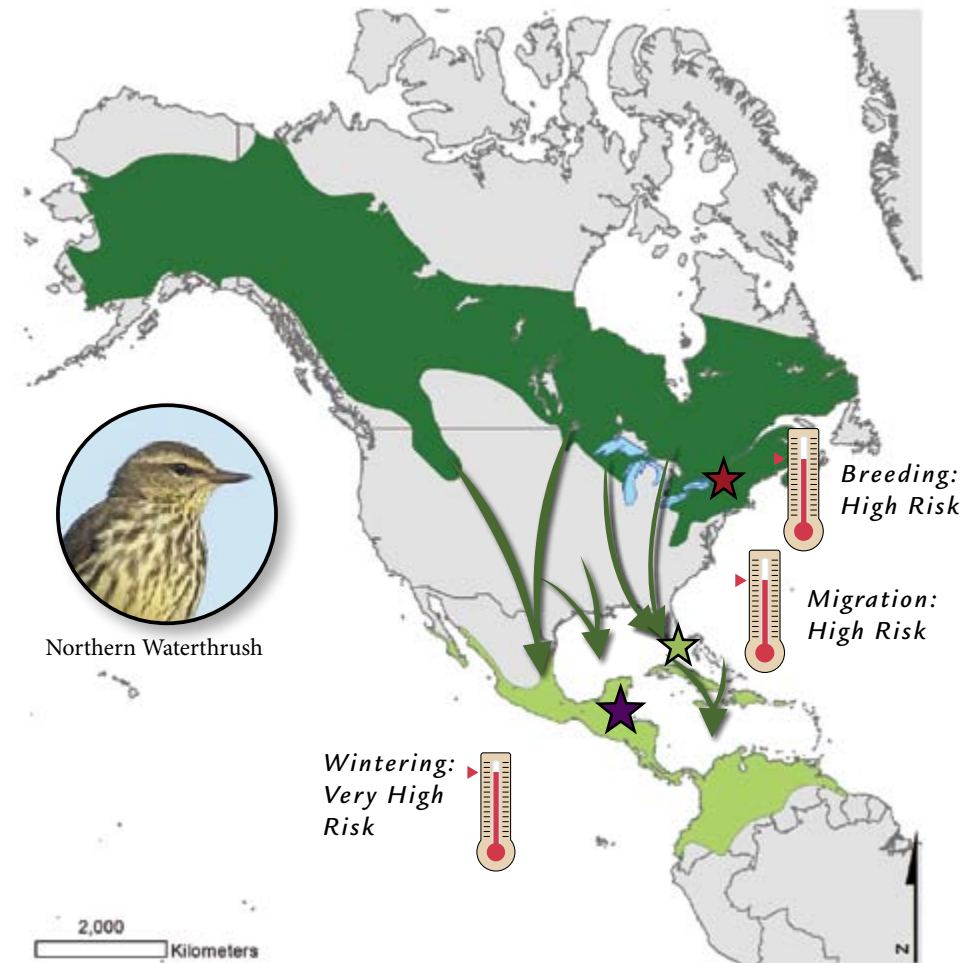 Breeding:
High Risk
Migration:
High Risk
Northern Waterthrush
Wintering:
Very High
Risk
2,000
Kilometers
N